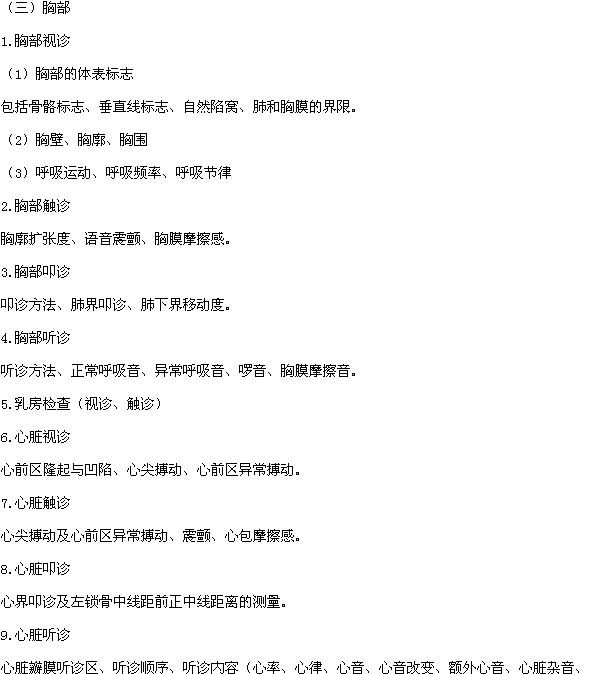 （三）胸部
1.胸部视诊
（1）胸部的体表标志
包括骨骼标志、垂直线标志、自然陷窝、肺和胸膜的界限。
（2）胸壁、胸廓、胸围
（3）呼吸运动、呼吸频率、呼吸节律
2.胸部触诊
胸廓扩张度、语音震颤、胸膜摩擦感。
3.胸部叩诊
叩诊方法、肺界叩诊、肺下界移动度。
4.胸部听诊
听诊方法、正常呼吸音、异常呼吸音、啰音、胸膜摩擦音。
5.乳房检查（视诊、触诊）
6.心脏视诊
心前区隆起与凹陷、心尖搏动、心前区异常搏动。
7.心脏触诊
心尖搏动及心前区异常搏动、震颤、心包摩擦感。
8.心脏叩诊
心界叩诊及左锁骨中线距前正中线距离的测量。
9.心脏听诊
心脏瓣膜听诊区、听诊顺序、听诊内容（心率、心律、心音、心音改变、额外心音、心脏杂音、